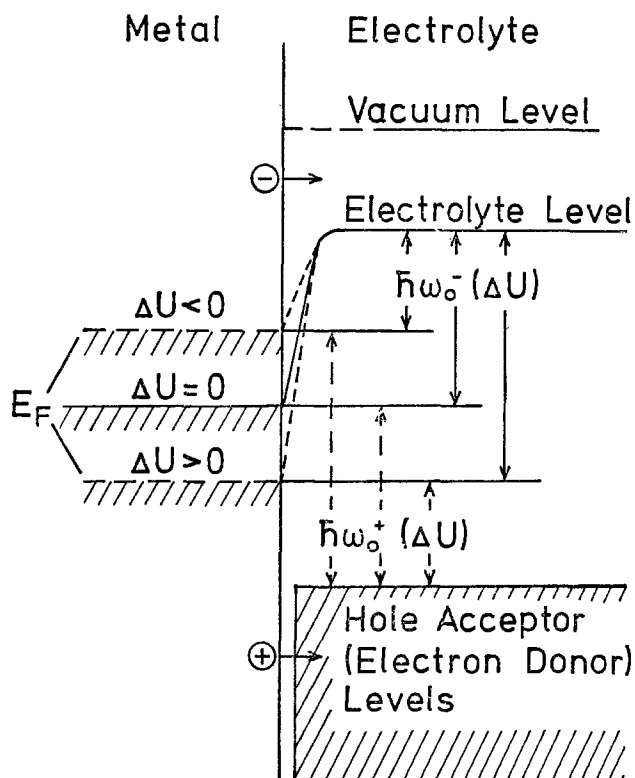 Metal Electrolyte
Vacuum Level
⊖
Electrolyte Level
ħω₀⁻(ΔU)
ΔU<0
E_F
ΔU=0
ΔU>0
ħω₀⁺(ΔU)
Hole Acceptor
(Electron Donor)
Levels
⊕